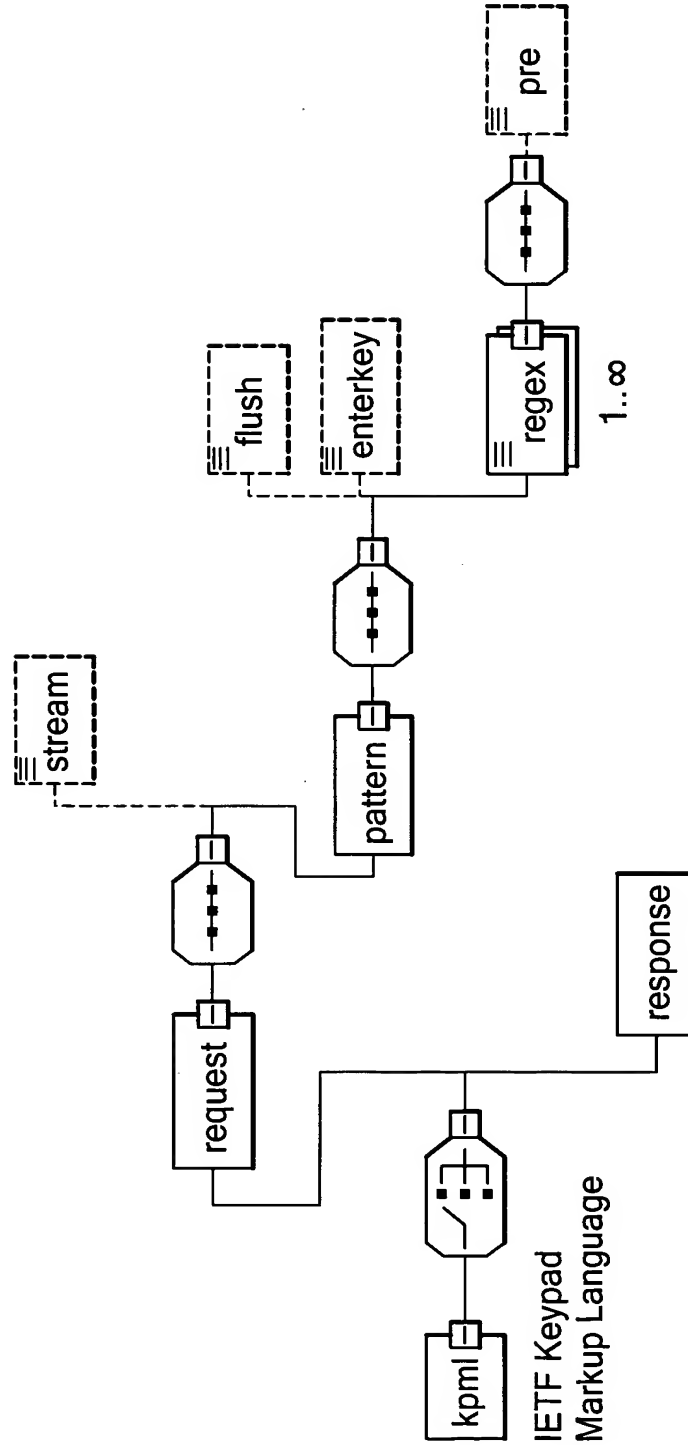 kpml
IETF Keypad
Markup Language
request
response
stream
pattern
flush
enterkey
regex
1..∞
pre